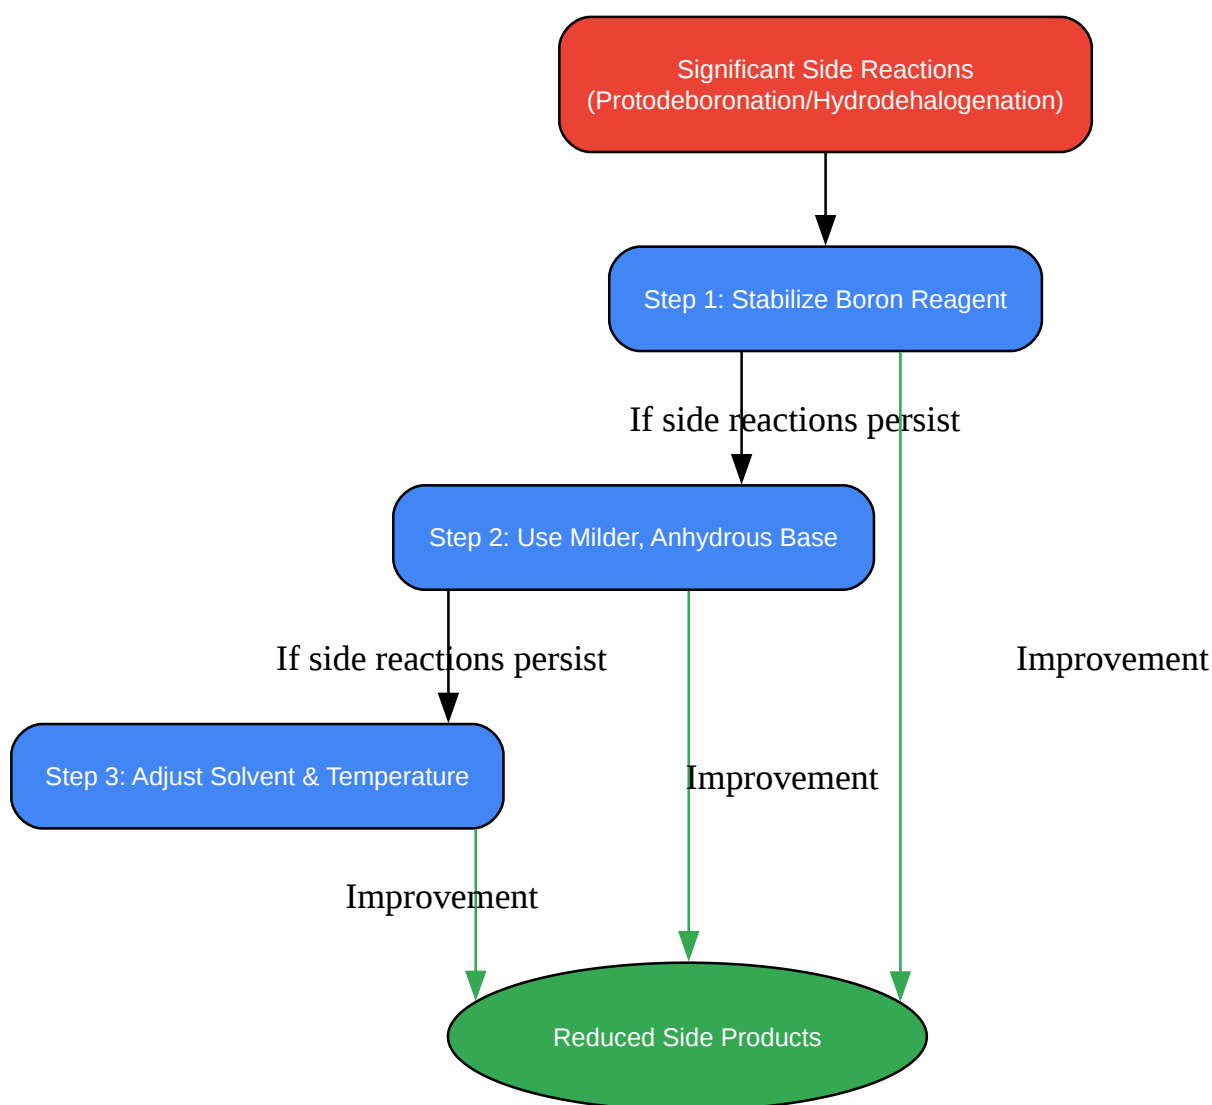 Significant Side Reactions
(Protodeboronation/Hydrodehalogenation)
Step 1: Stabilize Boron Reagent
If side reactions persist
Step 2: Use Milder, Anhydrous Base
If side reactions persist
Improvement
Step 3: Adjust Solvent & Temperature
Improvement
Improvement
Reduced Side Products